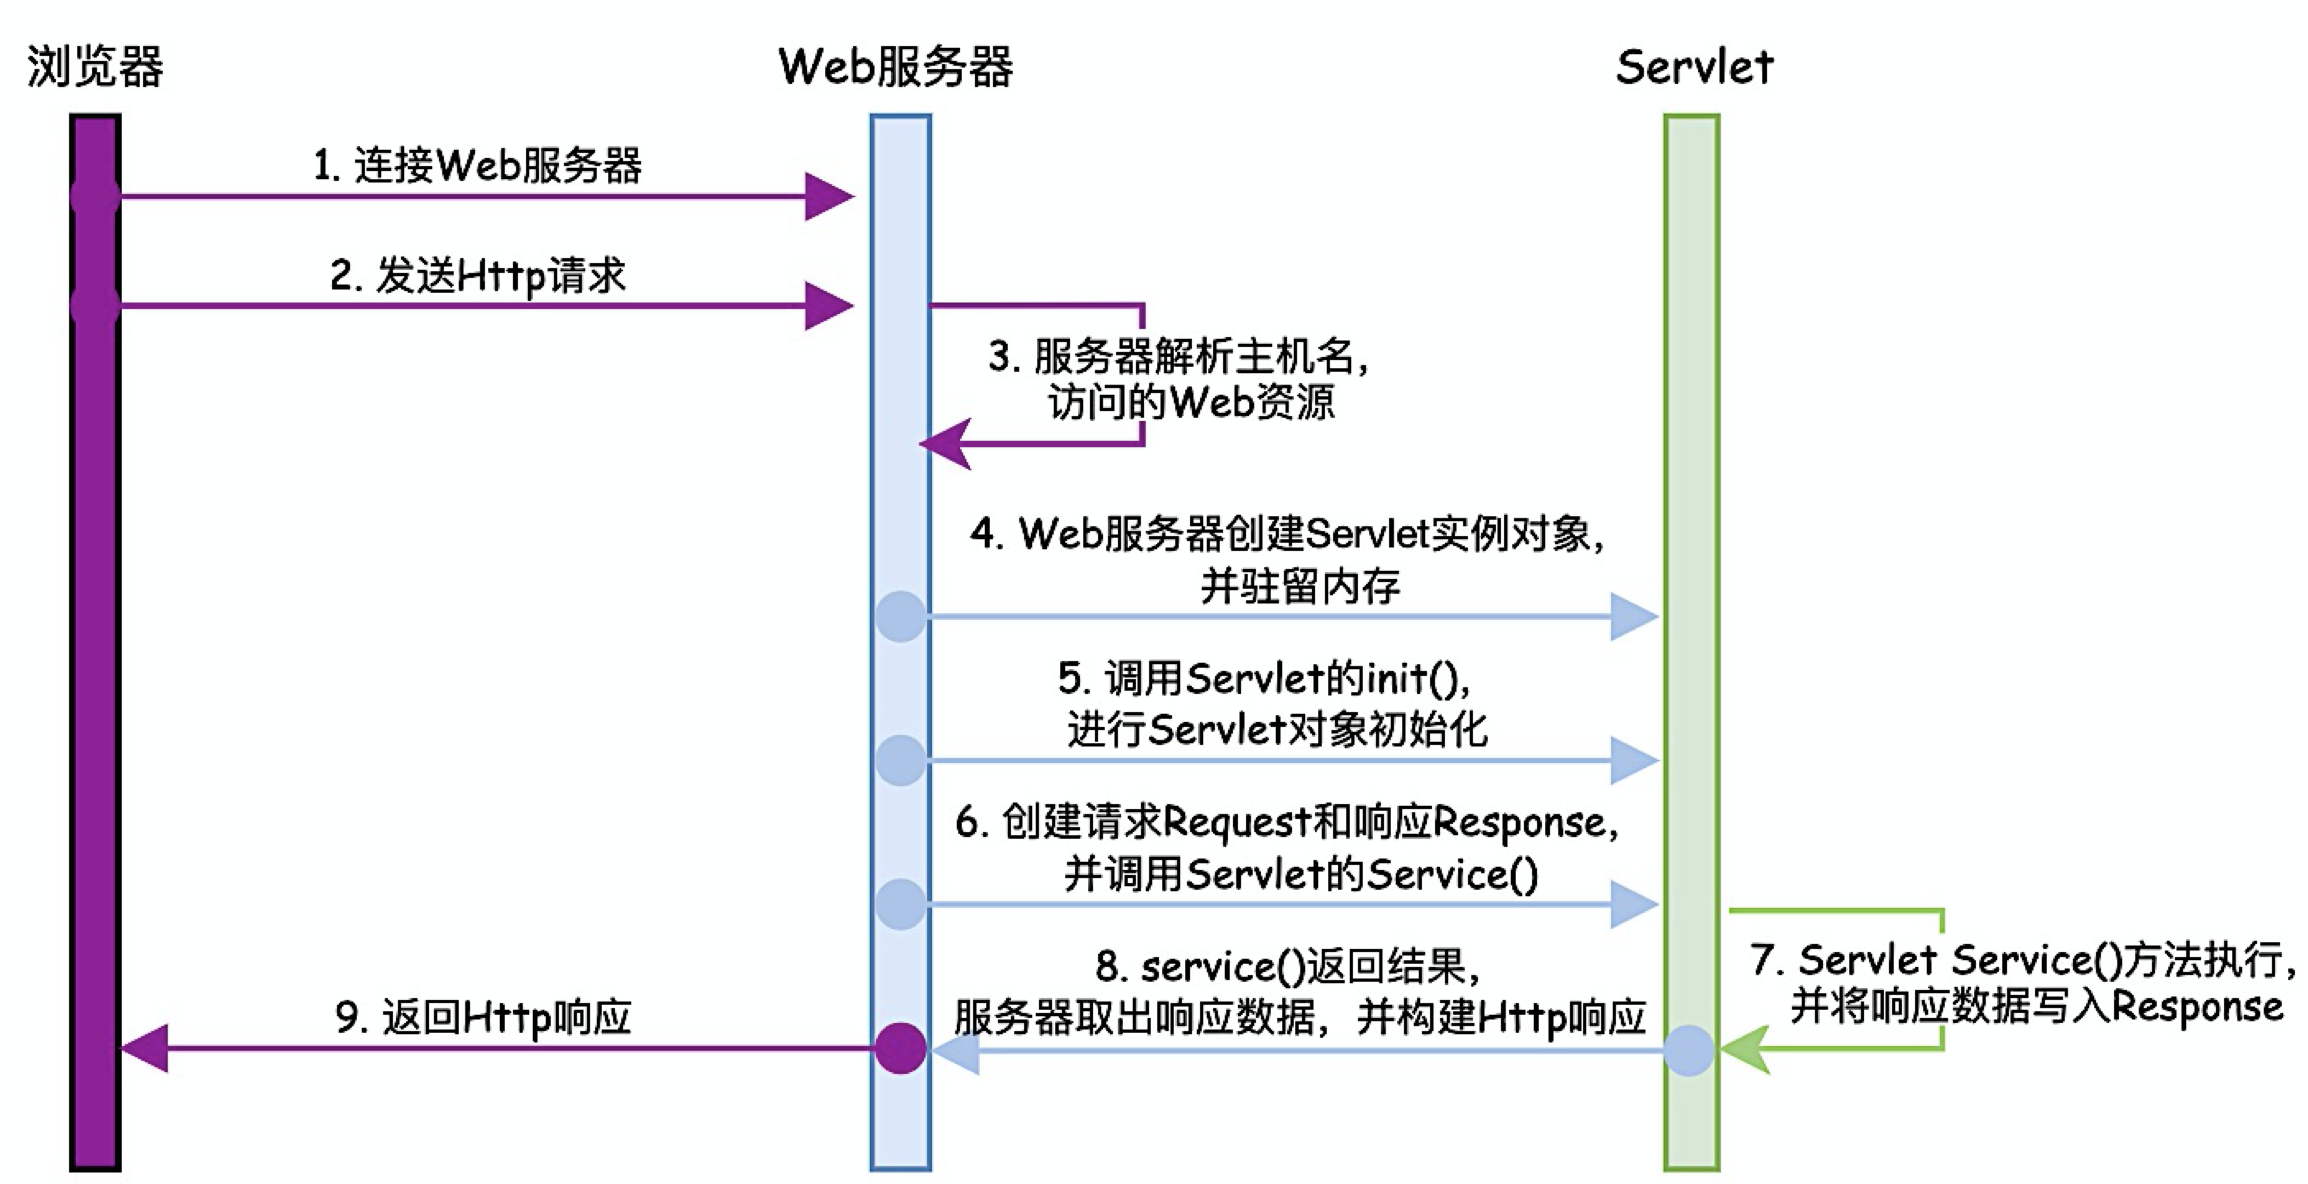 浏览器
Web服务器
Servlet
1. 连接Web服务器
2. 发送Http请求
3. 服务器解析主机名，
访问的Web资源
4. Web服务器创建Servlet实例对象，
并驻留内存
5. 调用Servlet的init()，
进行Servlet对象初始化
6. 创建请求Request和响应Response，
并调用Servlet的Service()
7. Servlet Service()方法执行，
并将响应数据写入Response
8. service()返回结果，
服务器取出响应数据，并构建Http响应
9. 返回Http响应